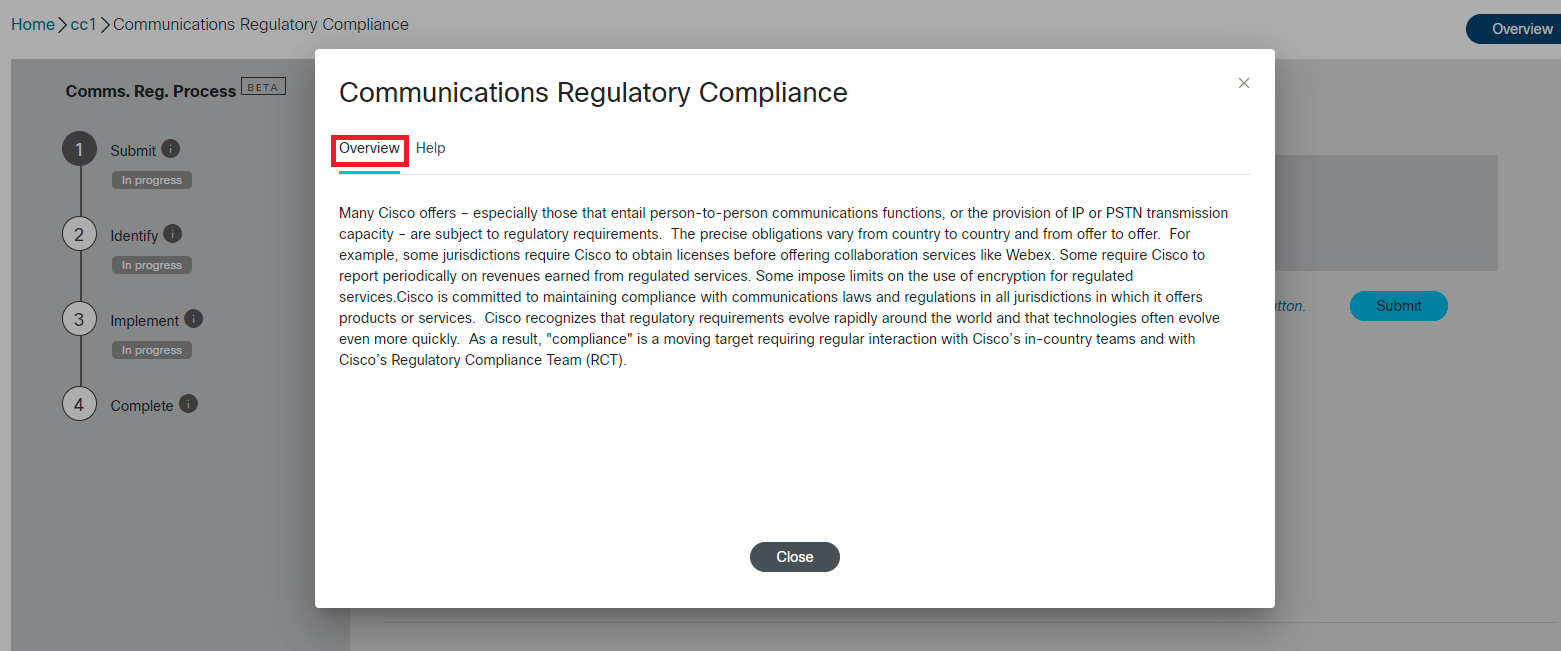 Home > cc1 > Communications Regulatory Compliance
Overview
Comms. Reg. Process BETA
1 Submit i
In progress
2 Identify i
In progress
3 Implement i
In progress
4 Complete i
Communications Regulatory Compliance
×
Overview Help
Many Cisco offers – especially those that entail person-to-person communications functions, or the provision of IP or PSTN transmission
capacity – are subject to regulatory requirements.  The precise obligations vary from country to country and from offer to offer.  For
example, some jurisdictions require Cisco to obtain licenses before offering collaboration services like Webex. Some require Cisco to
report periodically on revenues earned from regulated services. Some impose limits on the use of encryption for regulated
services.Cisco is committed to maintaining compliance with communications laws and regulations in all jurisdictions in which it offers
products or services.  Cisco recognizes that regulatory requirements evolve rapidly around the world and that technologies often evolve
even more quickly.  As a result, "compliance" is a moving target requiring regular interaction with Cisco's in-country teams and with
Cisco's Regulatory Compliance Team (RCT).
Close
Submit